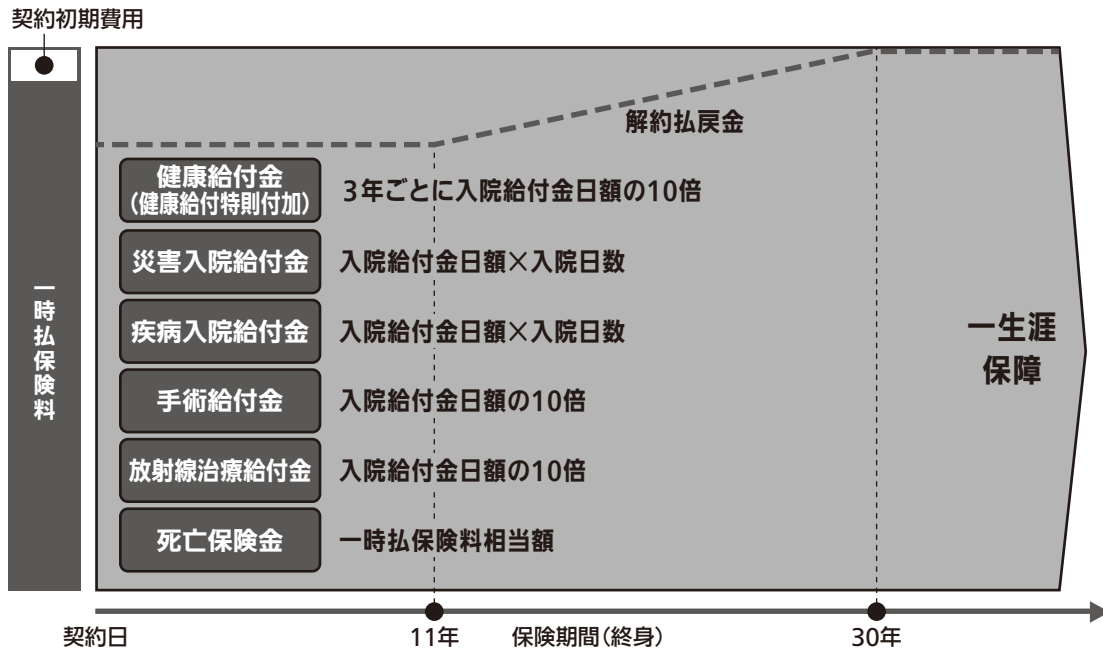 契約初期費用
一時払保険料
解約払戻金
健康給付金
(健康給付特則付加)
3年ごとに入院給付金日額の10倍
災害入院給付金
入院給付金日額×入院日数
疾病入院給付金
入院給付金日額×入院日数
手術給付金
入院給付金日額の10倍
放射線治療給付金
入院給付金日額の10倍
死亡保険金
一時払保険料相当額
一生涯
保障
契約日
11年
保険期間(終身)
30年